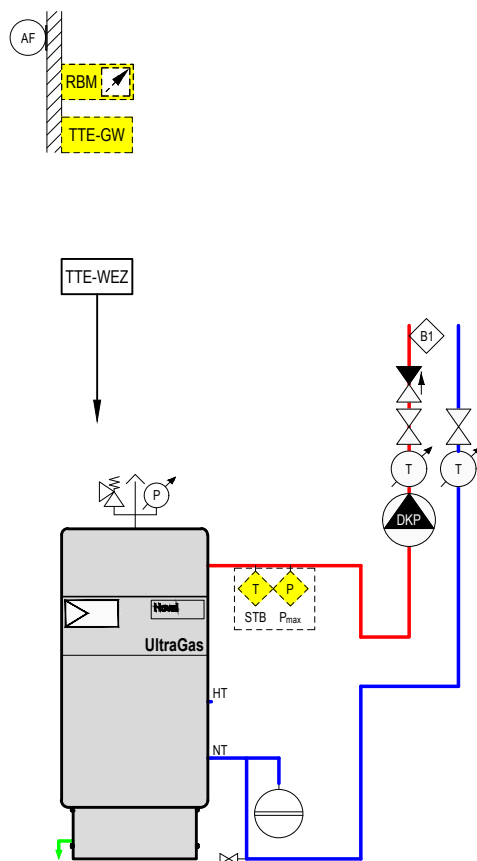 AF
RBM
TTE-GW
TTE-WEZ
B1
T
T
P
DKP
T
P
STB
Pmax
Hoval
UltraGas
HT
NT